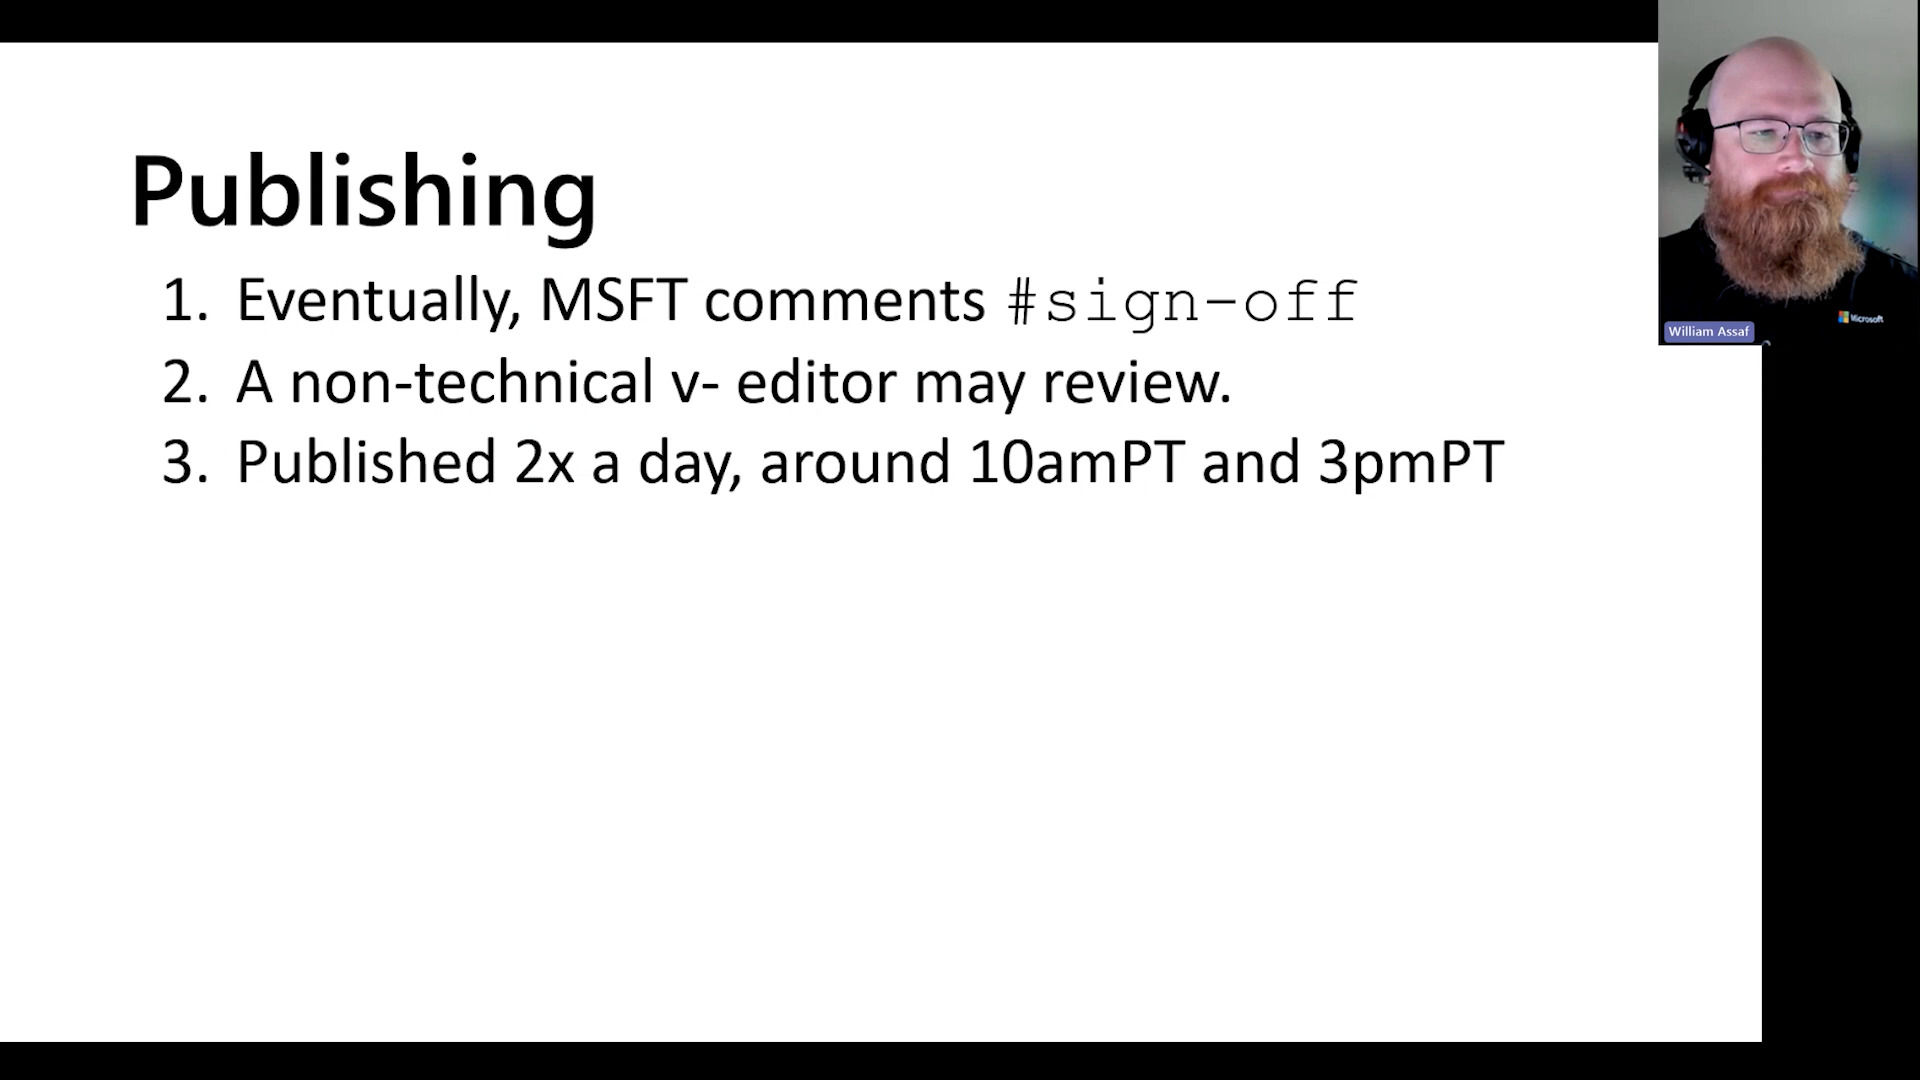 Publishing
1. Eventually, MSFT comments #sign-off
2. A non-technical v- editor may review.
3. Published 2x a day, around 10amPT and 3pmPT
Microsoft
William Assaf